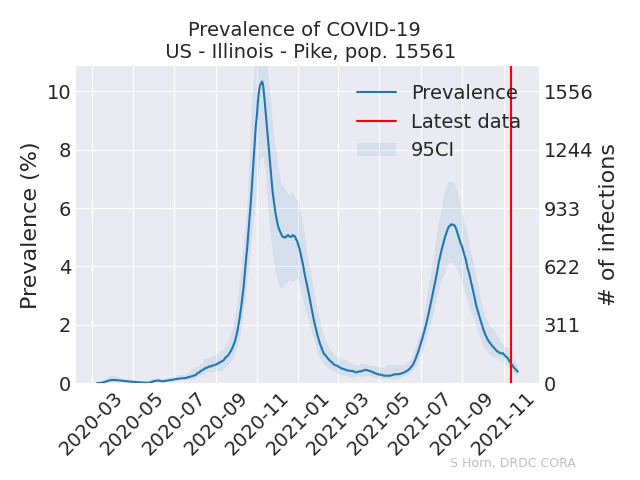 Prevalence of COVID-19
US - Illinois - Pike, pop. 15561
Prevalence (%)
10
8
6
4
2
0
Prevalence
Latest data
95CI
1556
1244
933
622
311
0
# of infections
2020-03
2020-05
2020-07
2020-09
2020-11
2021-01
2021-03
2021-05
2021-07
2021-09
2021-11
S Horn, DRDC CORA